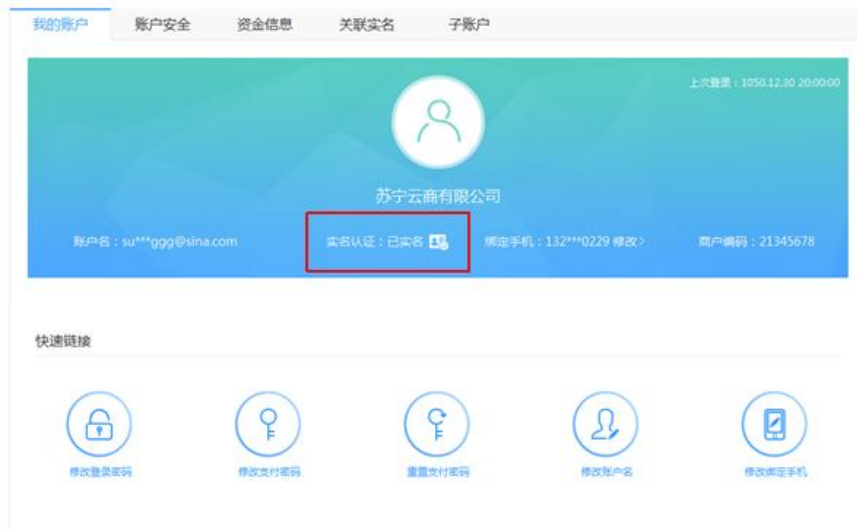 我的账户 账户安全 资金信息 关联实名 子账户
上次登录：1050.12.30 20:00:00
苏宁云商有限公司
账户名：su***ggg@sina.com 实名认证：已实名 绑定手机：132***0229 修改> 商户编码：21345678
快速链接
修改登录密码 修改支付密码 重置支付密码 修改账户名 修改绑定手机